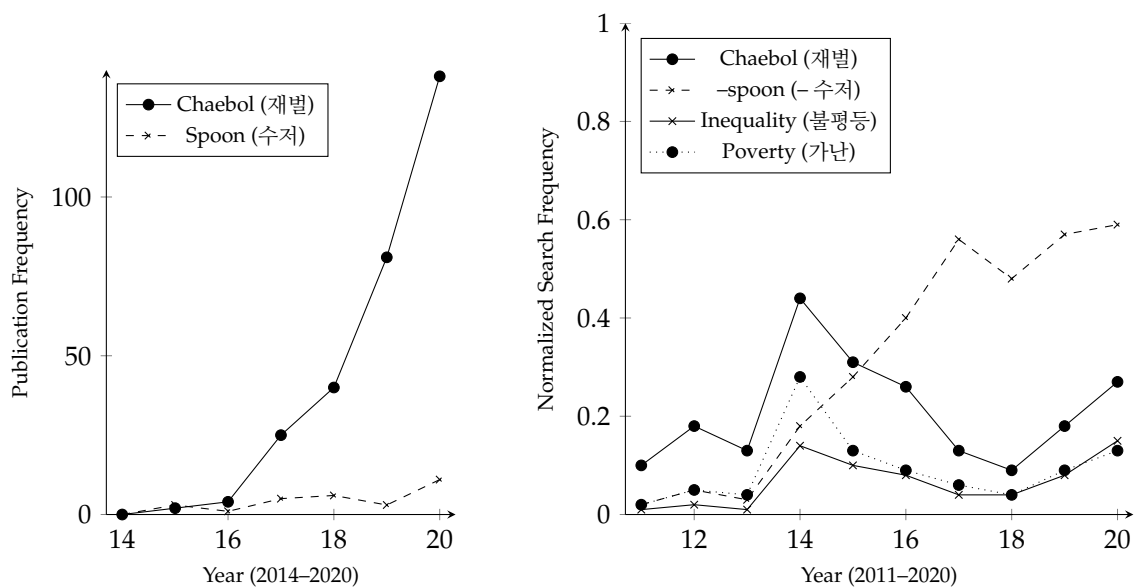 Chaebol (재벌)
Spoon (수저)
Publication Frequency
100
50
0
14
16
18
20
Year (2014–2020)
1
Chaebol (재벌)
–spoon (– 수저)
Inequality (불평등)
Poverty (가난)
Normalized Search Frequency
0.8
0.6
0.4
0.2
0
12
14
16
18
20
Year (2011–2020)